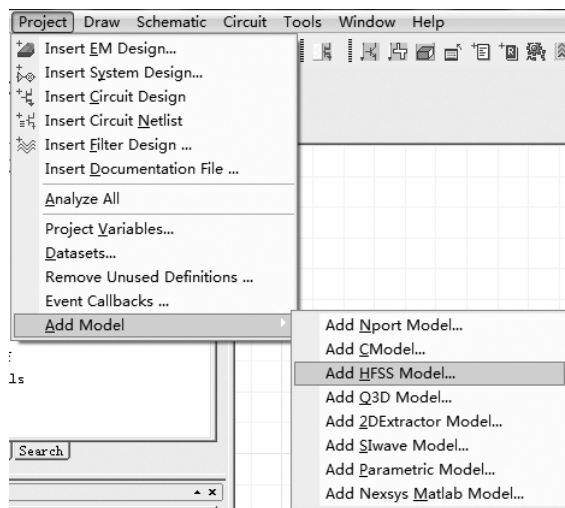 Project Draw Schematic Circuit Tools Window Help
Insert EM Design...
Insert System Design...
Insert Circuit Design
Insert Circuit Netlist
Insert Filter Design ...
Insert Documentation File ...
Analyze All
Project Variables...
Datasets...
Remove Unused Definitions ...
Event Callbacks ...
Add Model
Add Nport Model...
Add CModel...
Add HFSS Model...
ls
Add Q3D Model...
Add 2DExtractor Model...
Search
Add SIwave Model...
Add Parametric Model...
Add Nexsys Matlab Model...